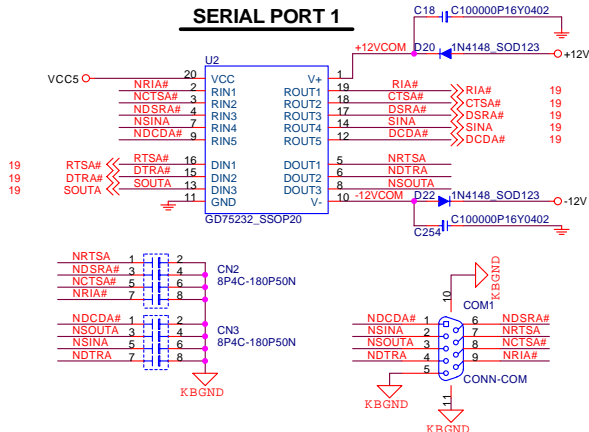 SERIAL PORT 1
C18 C100000P16Y0402
+12VCOM D20 1N4148_SOD123
+12V
U2
VCC5 20 VCC V+ 1
NRIA# 2 RIN1 ROUT1 19 RIA# RIA# 19
NCTSA# 3 RIN2 ROUT2 18 CTSA# CTSA# 19
NDSRA# 4 RIN3 ROUT3 17 DSRA# DSRA# 19
NSINA 7 RIN4 ROUT4 14 SINA SINA 19
NDCDA# 9 RIN5 ROUT5 12 DCDA# DCDA# 19
19 RTSA# RTSA# 16 DIN1 DOUT1 5 NRTSA
19 DTRA# DTRA# 15 DIN2 DOUT2 6 NDTRA
19 SOUTA SOUTA 13 DIN3 DOUT3 8 NSOUTA
11 GND V- 10 -12VCOM D22 1N4148_SOD123
-12V
GD75232_SSOP20
C254 C100000P16Y0402
NRTSA 1 2
NDSRA# 3 4
NCTSA# 5 6
NRIA# 7 8
CN2
8P4C-180P50N
NDCDA# 1 2
NSOUTA 3 4
NSINA 5 6
NDTRA 7 8
CN3
8P4C-180P50N
KBGND
KBGND
10
COM1
NDCDA# 1 6 NDSRA#
NSINA 2 7 NRTSA
NSOUTA 3 8 NCTSA#
NDTRA 4 9 NRIA#
5
CONN-COM
KBGND
11
KBGND